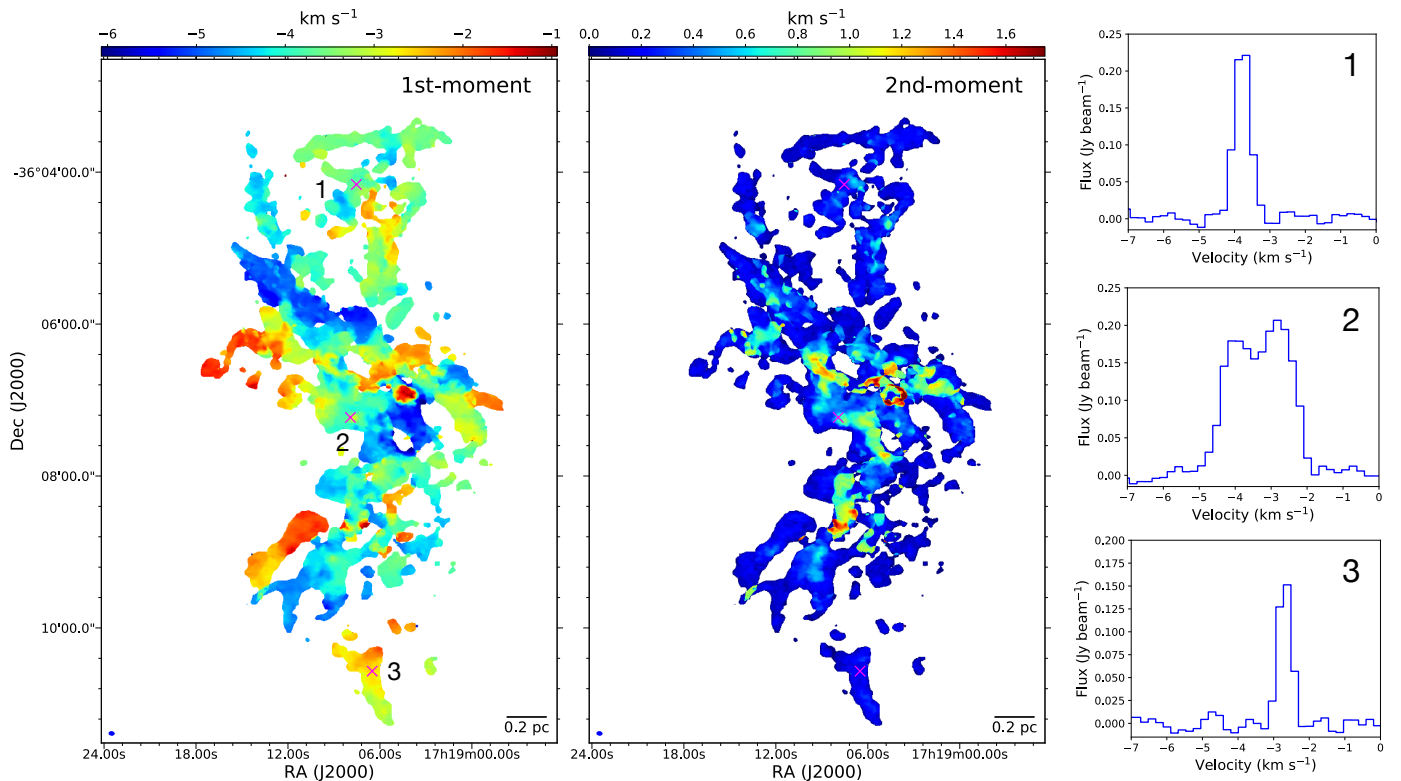 km s⁻¹
−6 −5 −4 −3 −2 −1
1st-moment
-36°04'00.0"
06'00.0"
08'00.0"
10'00.0"
Dec (J2000)
1
2
3
0.2 pc
24.00s 18.00s 12.00s 06.00s 17h19m00.00s
RA (J2000)
km s⁻¹
0.0 0.2 0.4 0.6 0.8 1.0 1.2 1.4 1.6
2nd-moment
0.2 pc
12.00s 06.00s 17h19m00.00s
RA (J2000)
1
0.25
0.20
0.15
0.10
0.05
0.00
Flux (Jy beam⁻¹)
−7 −6 −5 −4 −3 −2 −1 0
Velocity (km s⁻¹)
2
0.25
0.20
0.15
0.10
0.05
0.00
Flux (Jy beam⁻¹)
−7 −6 −5 −4 −3 −2 −1 0
Velocity (km s⁻¹)
3
0.200
0.175
0.150
0.125
0.100
0.075
0.050
0.025
0.000
Flux (Jy beam⁻¹)
−7 −6 −5 −4 −3 −2 −1 0
Velocity (km s⁻¹)